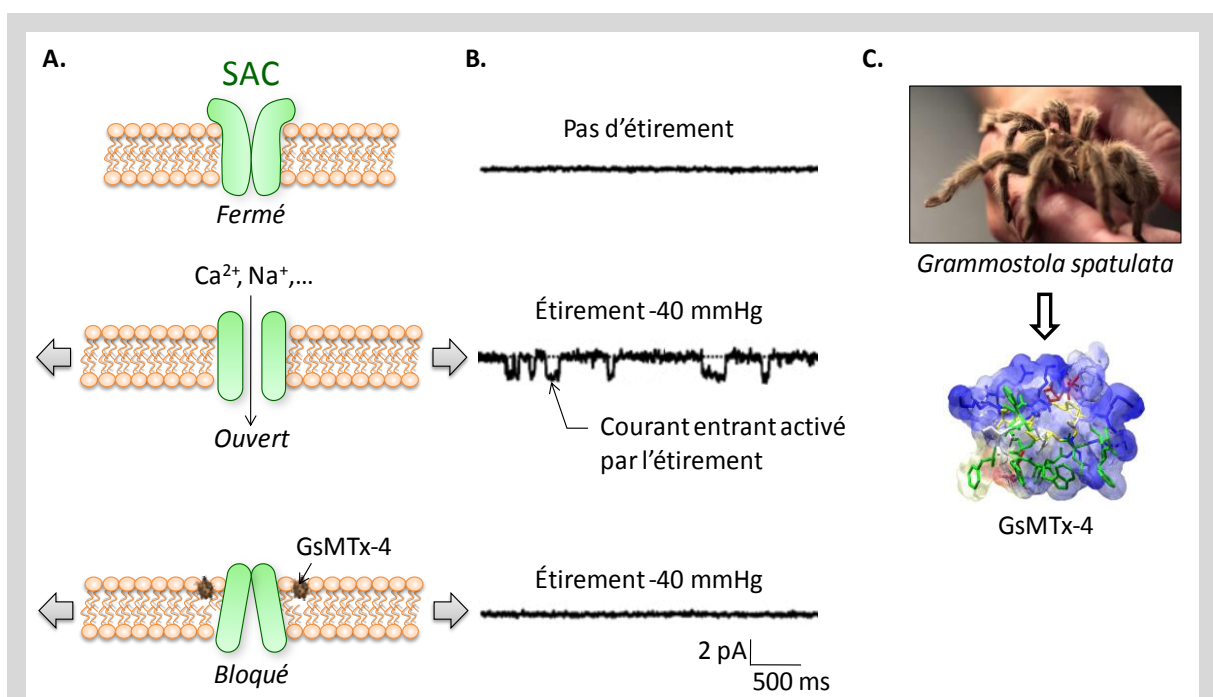 A.
SAC
Fermé
Ca²⁺, Na⁺,...
Ouvert
GsMTx-4
Bloqué
B.
Pas d'étirement
Étirement -40 mmHg
Courant entrant activé
par l'étirement
Étirement -40 mmHg
2 pA
500 ms
C.
Grammostola spatulata
GsMTx-4